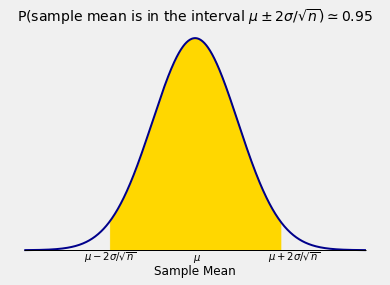 P(sample mean is in the interval μ ± 2σ/√n) ≃ 0.95
μ − 2σ/√n μ μ + 2σ/√n
Sample Mean